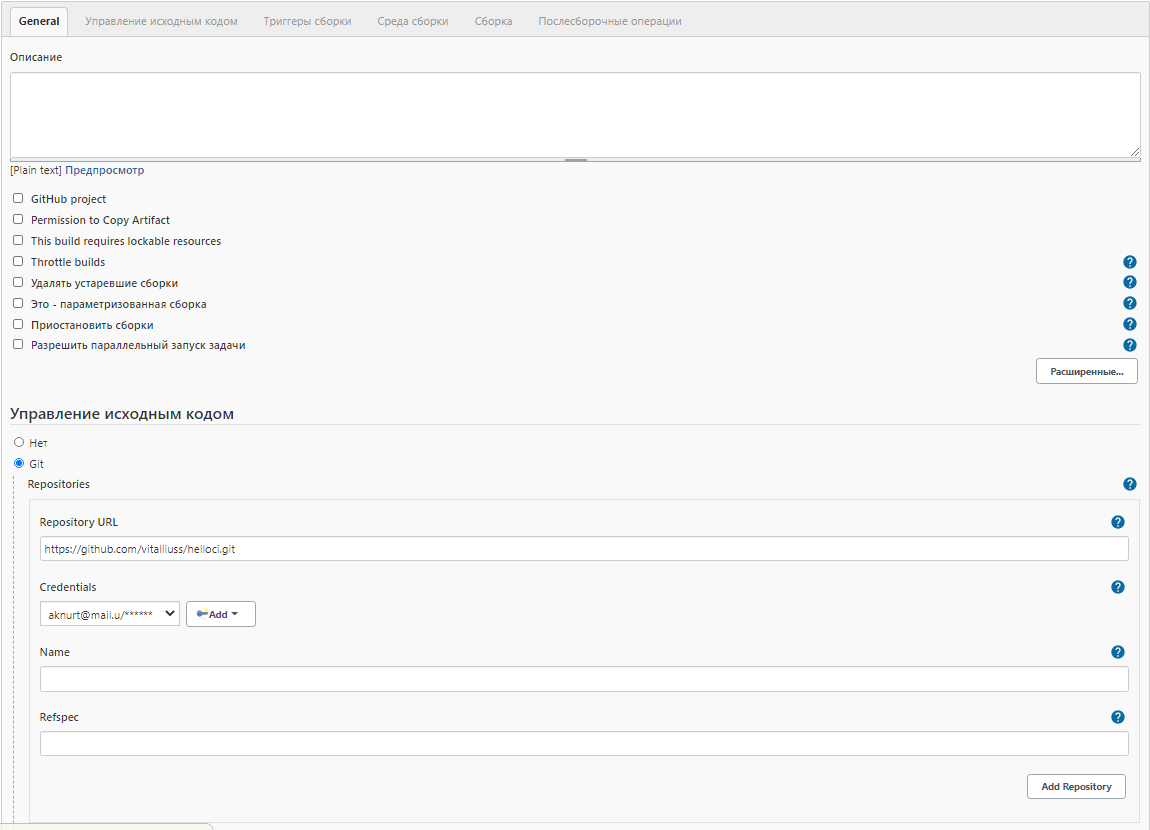 General Управление исходным кодом Триггеры сборки Среда сборки Сборка Послесборочные операции
Описание
[Plain text] Предпросмотр
GitHub project
Permission to Copy Artifact
This build requires lockable resources
Throttle builds
Удалять устаревшие сборки
Это - параметризованная сборка
Приостановить сборки
Разрешить параллельный запуск задачи
Расширенные...
Управление исходным кодом
Нет
Git
Repositories
Repository URL
https://github.com/vitalliuss/helloci.git
Credentials
aknurt@mail.u/****** Add
Name
Refspec
Add Repository